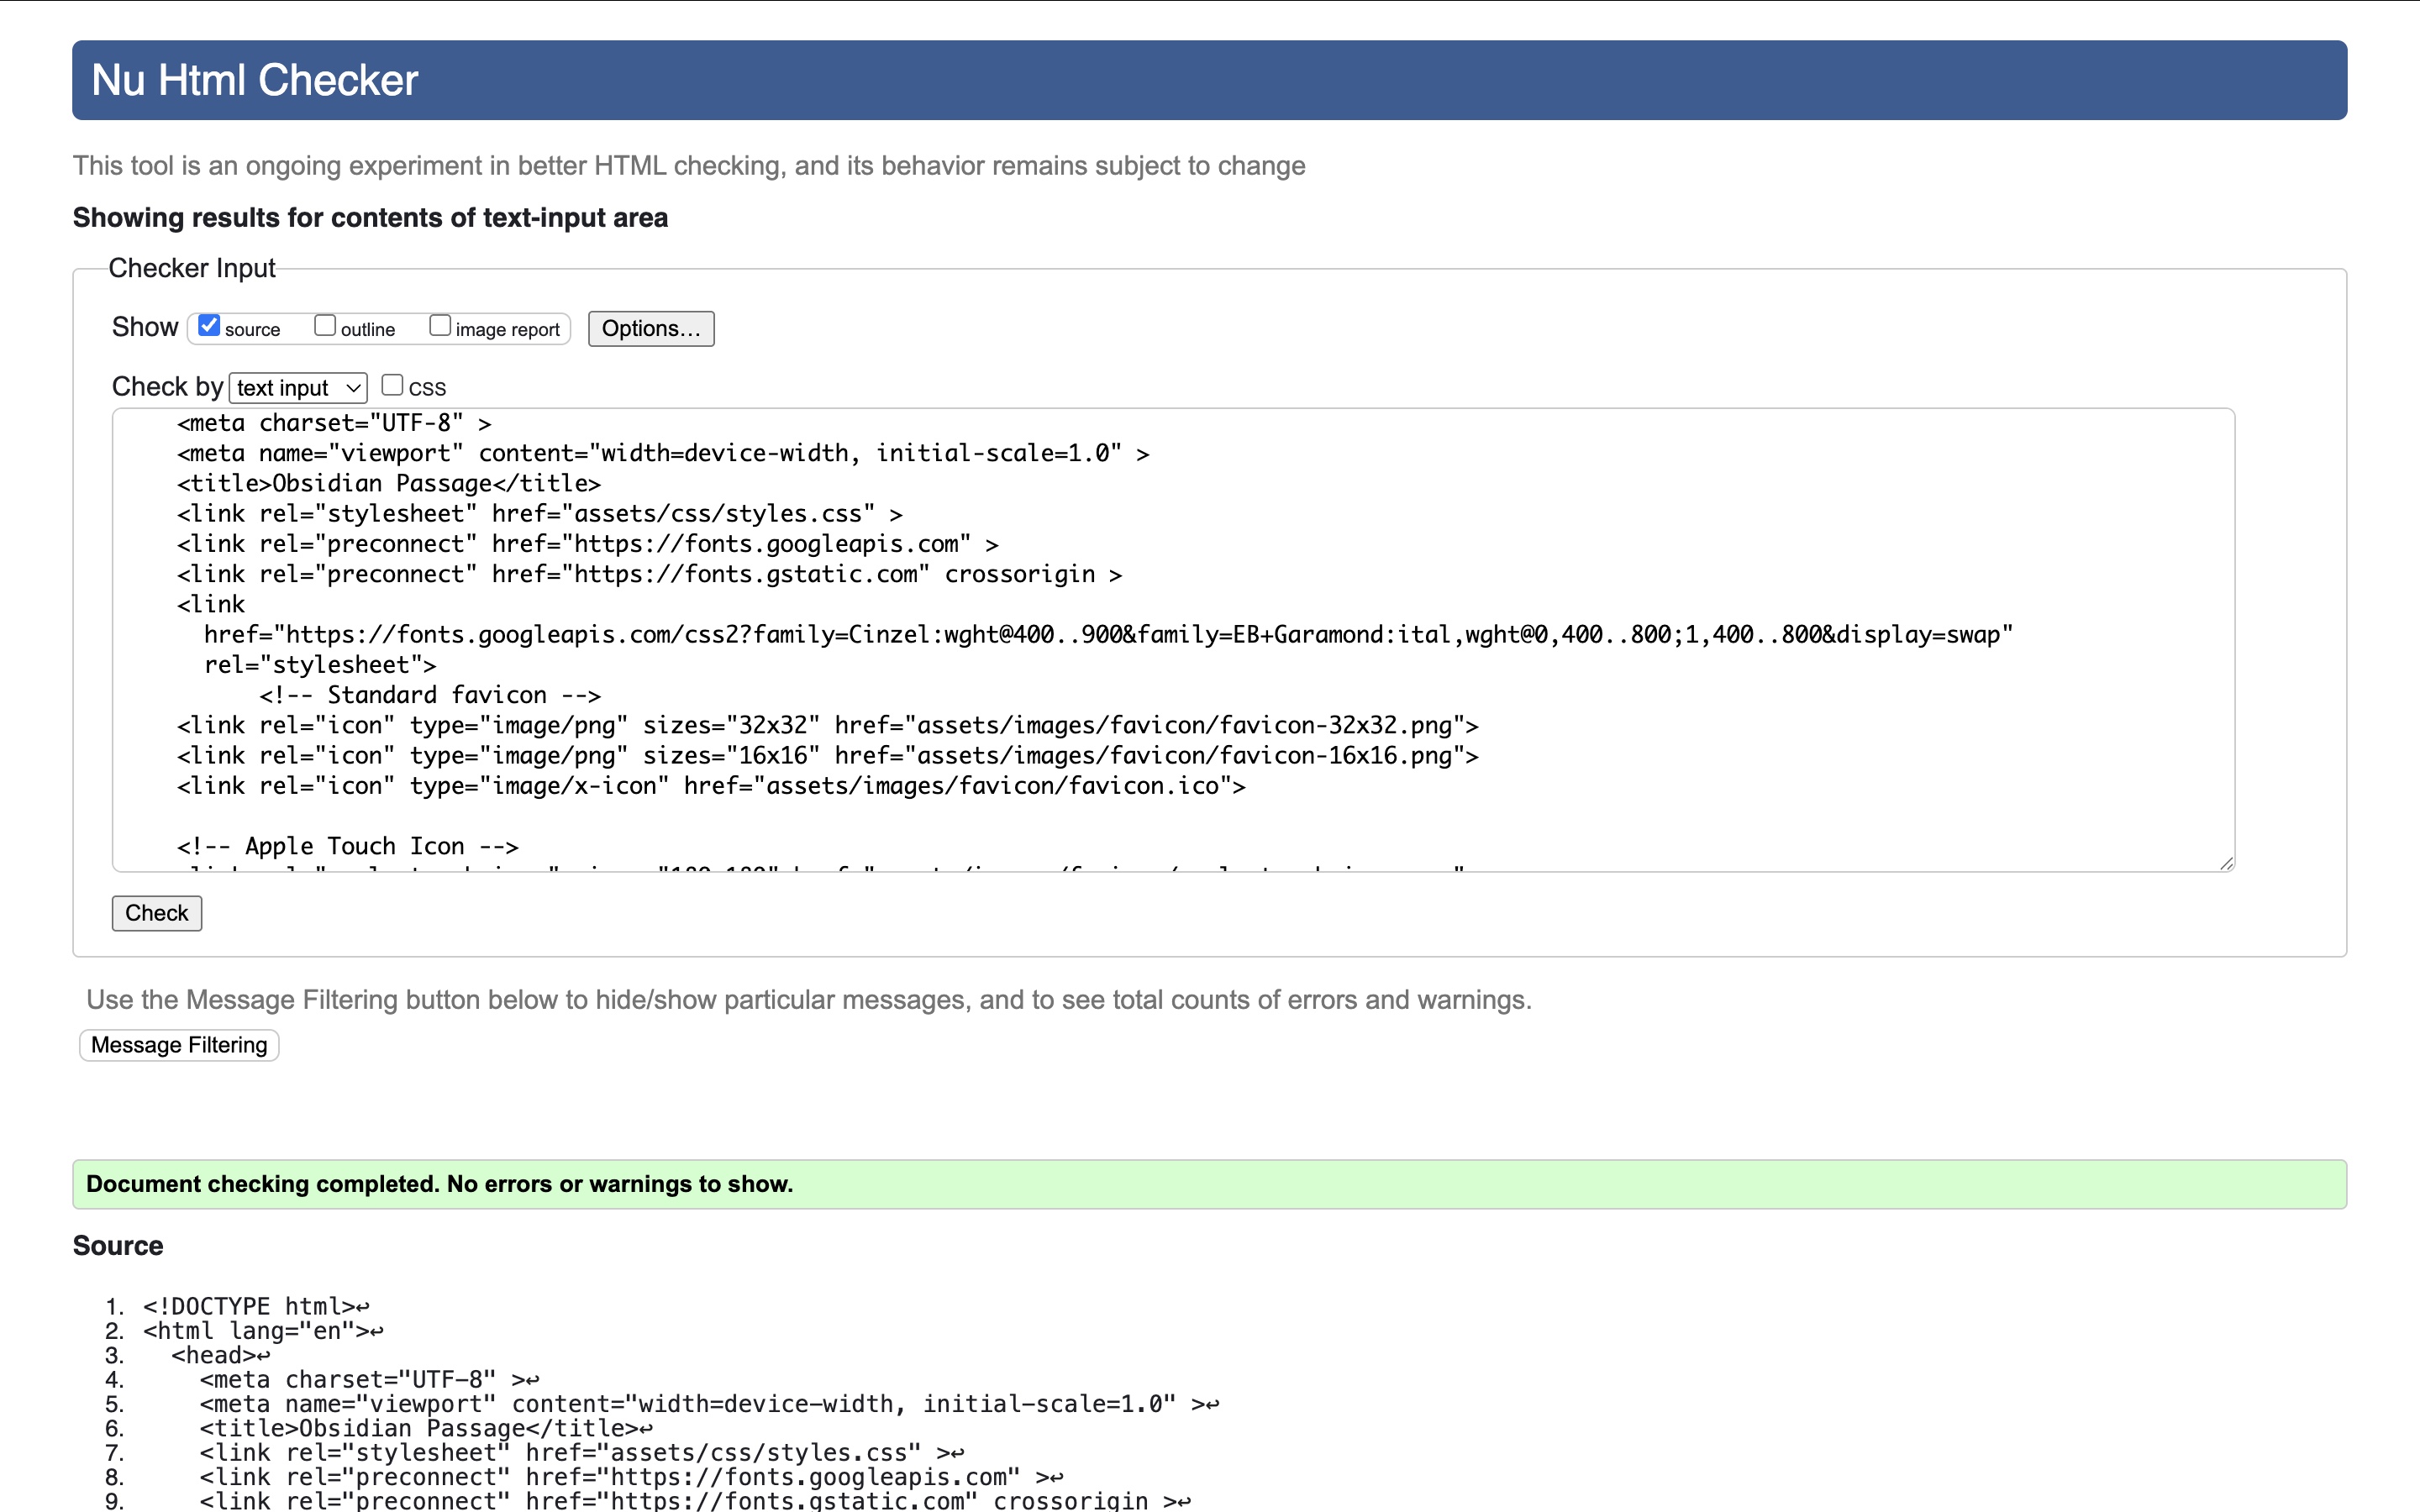 Nu Html Checker
This tool is an ongoing experiment in better HTML checking, and its behavior remains subject to change
Showing results for contents of text-input area
Checker Input
Show source outline image report Options...
Check by text input css
<meta charset="UTF-8" >
<meta name="viewport" content="width=device-width, initial-scale=1.0" >
<title>Obsidian Passage</title>
<link rel="stylesheet" href="assets/css/styles.css" >
<link rel="preconnect" href="https://fonts.googleapis.com" >
<link rel="preconnect" href="https://fonts.gstatic.com" crossorigin >
<link
href="https://fonts.googleapis.com/css2?family=Cinzel:wght@400..900&family=EB+Garamond:ital,wght@0,400..800;1,400..800&display=swap"
rel="stylesheet">
<!-- Standard favicon -->
<link rel="icon" type="image/png" sizes="32x32" href="assets/images/favicon/favicon-32x32.png">
<link rel="icon" type="image/png" sizes="16x16" href="assets/images/favicon/favicon-16x16.png">
<link rel="icon" type="image/x-icon" href="assets/images/favicon/favicon.ico">
<!-- Apple Touch Icon -->
Check
Use the Message Filtering button below to hide/show particular messages, and to see total counts of errors and warnings.
Message Filtering
Document checking completed. No errors or warnings to show.
Source
1. <!DOCTYPE html>↩
2. <html lang="en">↩
3. <head>↩
4. <meta charset="UTF-8" >↩
5. <meta name="viewport" content="width=device-width, initial-scale=1.0" >↩
6. <title>Obsidian Passage</title>↩
7. <link rel="stylesheet" href="assets/css/styles.css" >↩
8. <link rel="preconnect" href="https://fonts.googleapis.com" >↩
9. <link rel="preconnect" href="https://fonts.gstatic.com" crossorigin >↩